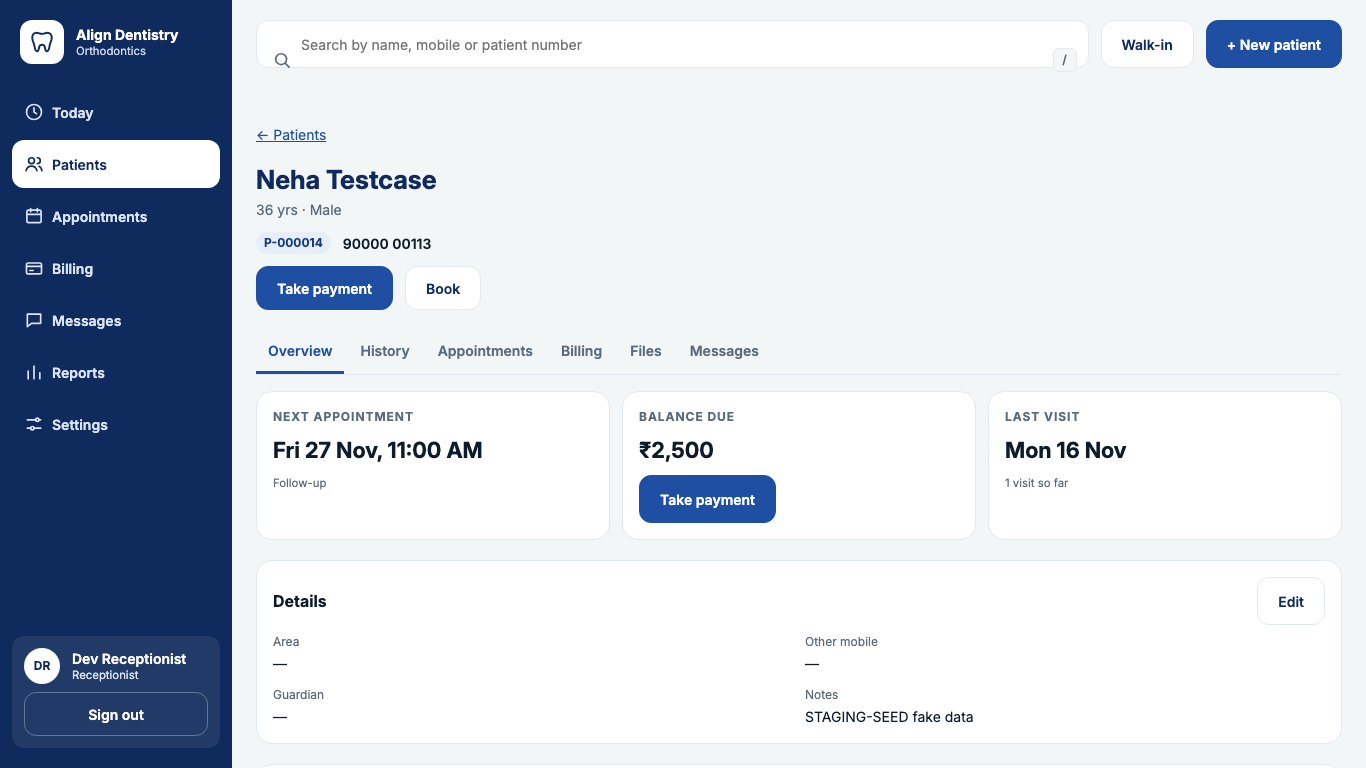 Align Dentistry
Orthodontics
Today
Patients
Appointments
Billing
Messages
Reports
Settings
DR
Dev Receptionist
Receptionist
Sign out
Search by name, mobile or patient number
/
Walk-in
+ New patient
← Patients
Neha Testcase
36 yrs · Male
P-000014 90000 00113
Take payment Book
Overview History Appointments Billing Files Messages
NEXT APPOINTMENT
Fri 27 Nov, 11:00 AM
Follow-up
BALANCE DUE
₹2,500
Take payment
LAST VISIT
Mon 16 Nov
1 visit so far
Details
Edit
Area
—
Other mobile
—
Guardian
—
Notes
STAGING-SEED fake data